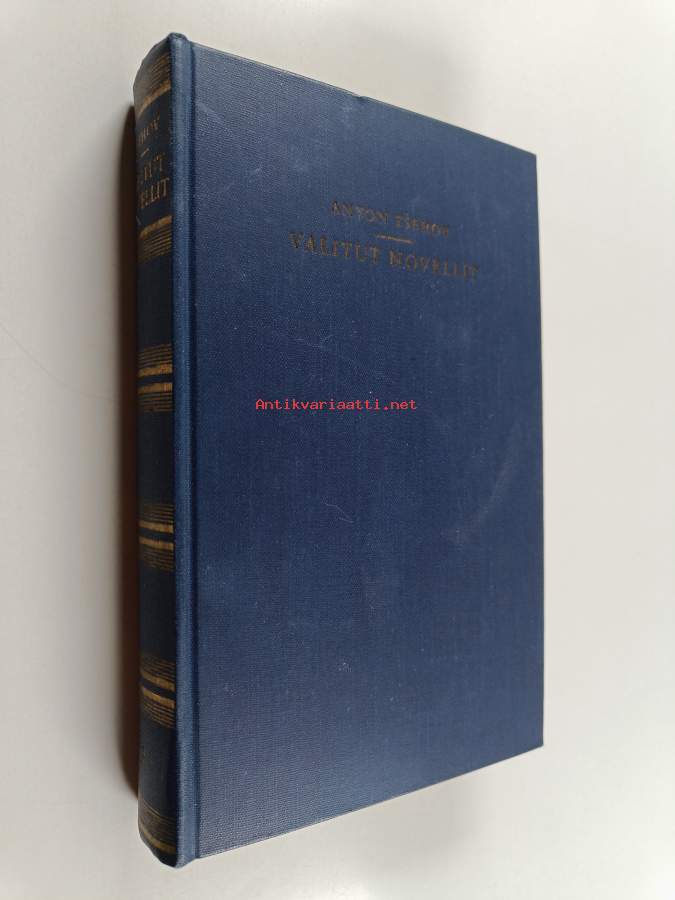 ANTON TŠEHOV
VALITUT NOVELLIT
Antikvariaatti.net